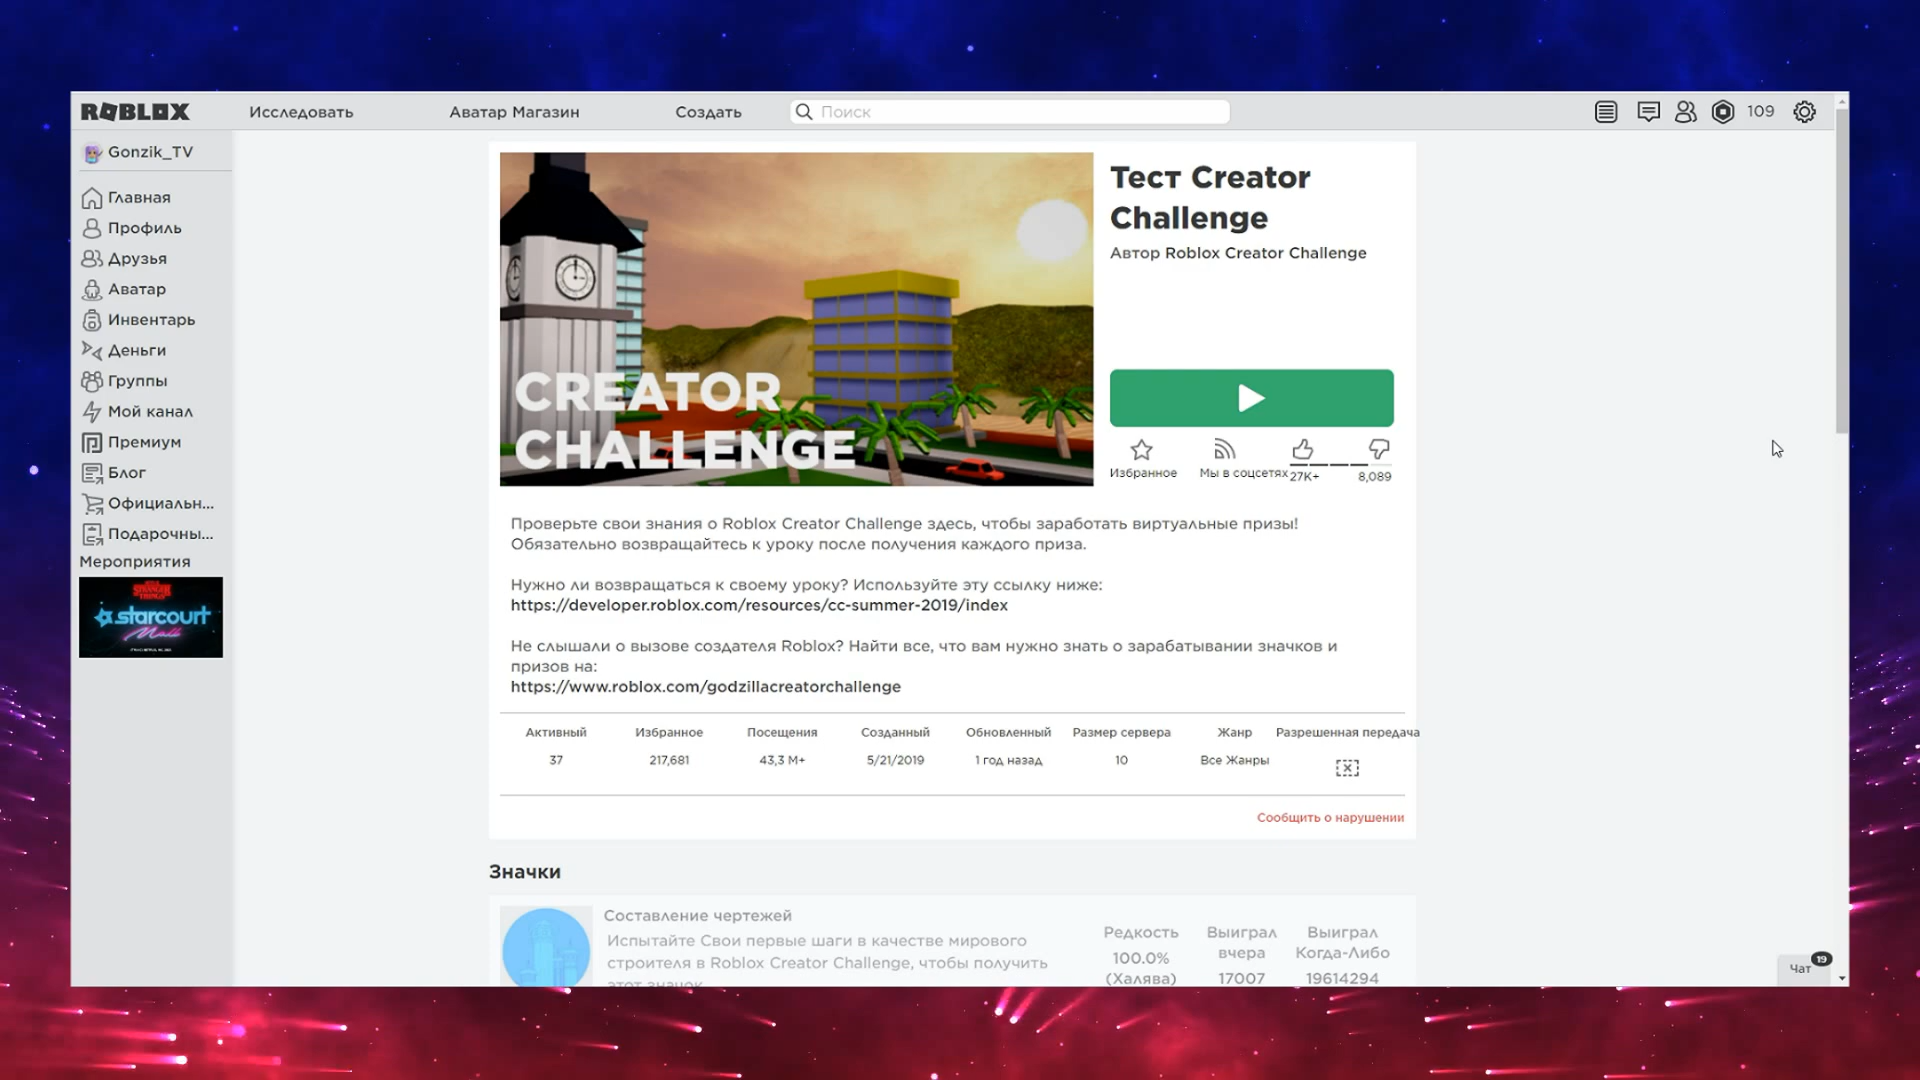 ROBLOX
Исследовать
Аватар Магазин
Создать
Поиск
109
Gonzik_TV
Главная
Профиль
Друзья
Аватар
Инвентарь
Деньги
Группы
Мой канал
Премиум
Блог
Официальн...
Подарочны...
Мероприятия
STRANGER
THINGS
starcourt
Mall
CREATOR
CHALLENGE
Тест Creator
Challenge
Автор Roblox Creator Challenge
Избранное
Мы в соцсетях
27K+
8,089
Проверьте свои знания о Roblox Creator Challenge здесь, чтобы заработать виртуальные призы!
Обязательно возвращайтесь к уроку после получения каждого приза.
Нужно ли возвращаться к своему уроку? Используйте эту ссылку ниже:
https://developer.roblox.com/resources/cc-summer-2019/index
Не слышали о вызове создателя Roblox? Найти все, что вам нужно знать о зарабатывании значков и
призов на:
https://www.roblox.com/godzillacreatorchallenge
Активный Избранное Посещения Созданный Обновленный Размер сервера Жанр Разрешенная передача
37 217,681 43,3 M+ 5/21/2019 1 год назад 10 Все Жанры
Сообщить о нарушении
Значки
Составление чертежей
Испытайте Свои первые шаги в качестве мирового
строителя в Roblox Creator Challenge, чтобы получить
этот значок
Редкость
100.0%
(Халява)
Выиграл
вчера
17007
Выиграл
Когда-Либо
19614294
Чат
19